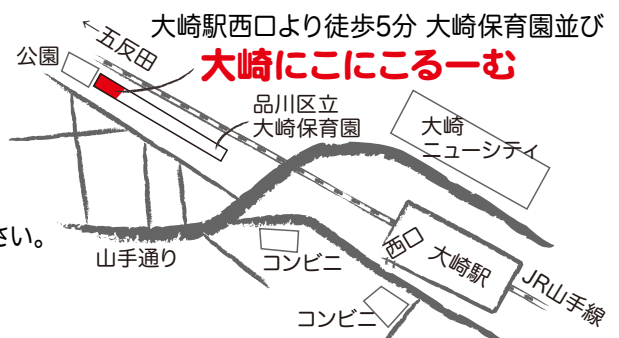 大崎駅西口より徒歩5分 大崎保育園並び
←五反田
大崎にこにこるーむ
公園
品川区立
大崎保育園
大崎
ニューシティ
さい。
山手通り
コンビニ
西口
大崎駅
JR山手線
コンビニ